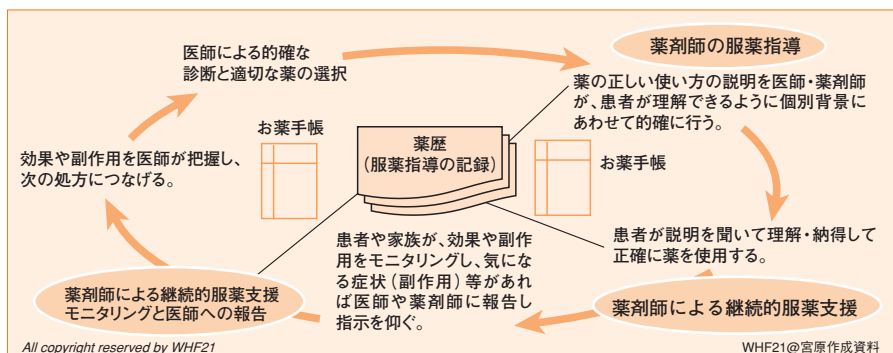 医師による的確な
診断と適切な薬の選択
薬剤師の服薬指導
薬の正しい使い方の説明を医師・薬剤師
が、患者が理解できるように個別背景に
あわせて的確に行う。
お薬手帳
薬歴
(服薬指導の記録)
お薬手帳
効果や副作用を医師が把握し、
次の処方につなげる。
患者が説明を聞いて理解・納得して
正確に薬を使用する。
患者や家族が、効果や副作
用をモニタリングし、気にな
る症状(副作用)等があれ
ば医師や薬剤師に報告し
指示を仰ぐ。
薬剤師による継続的服薬支援
モニタリングと医師への報告
薬剤師による継続的服薬支援
All copyright reserved by WHF21
WHF21@宮原作成資料